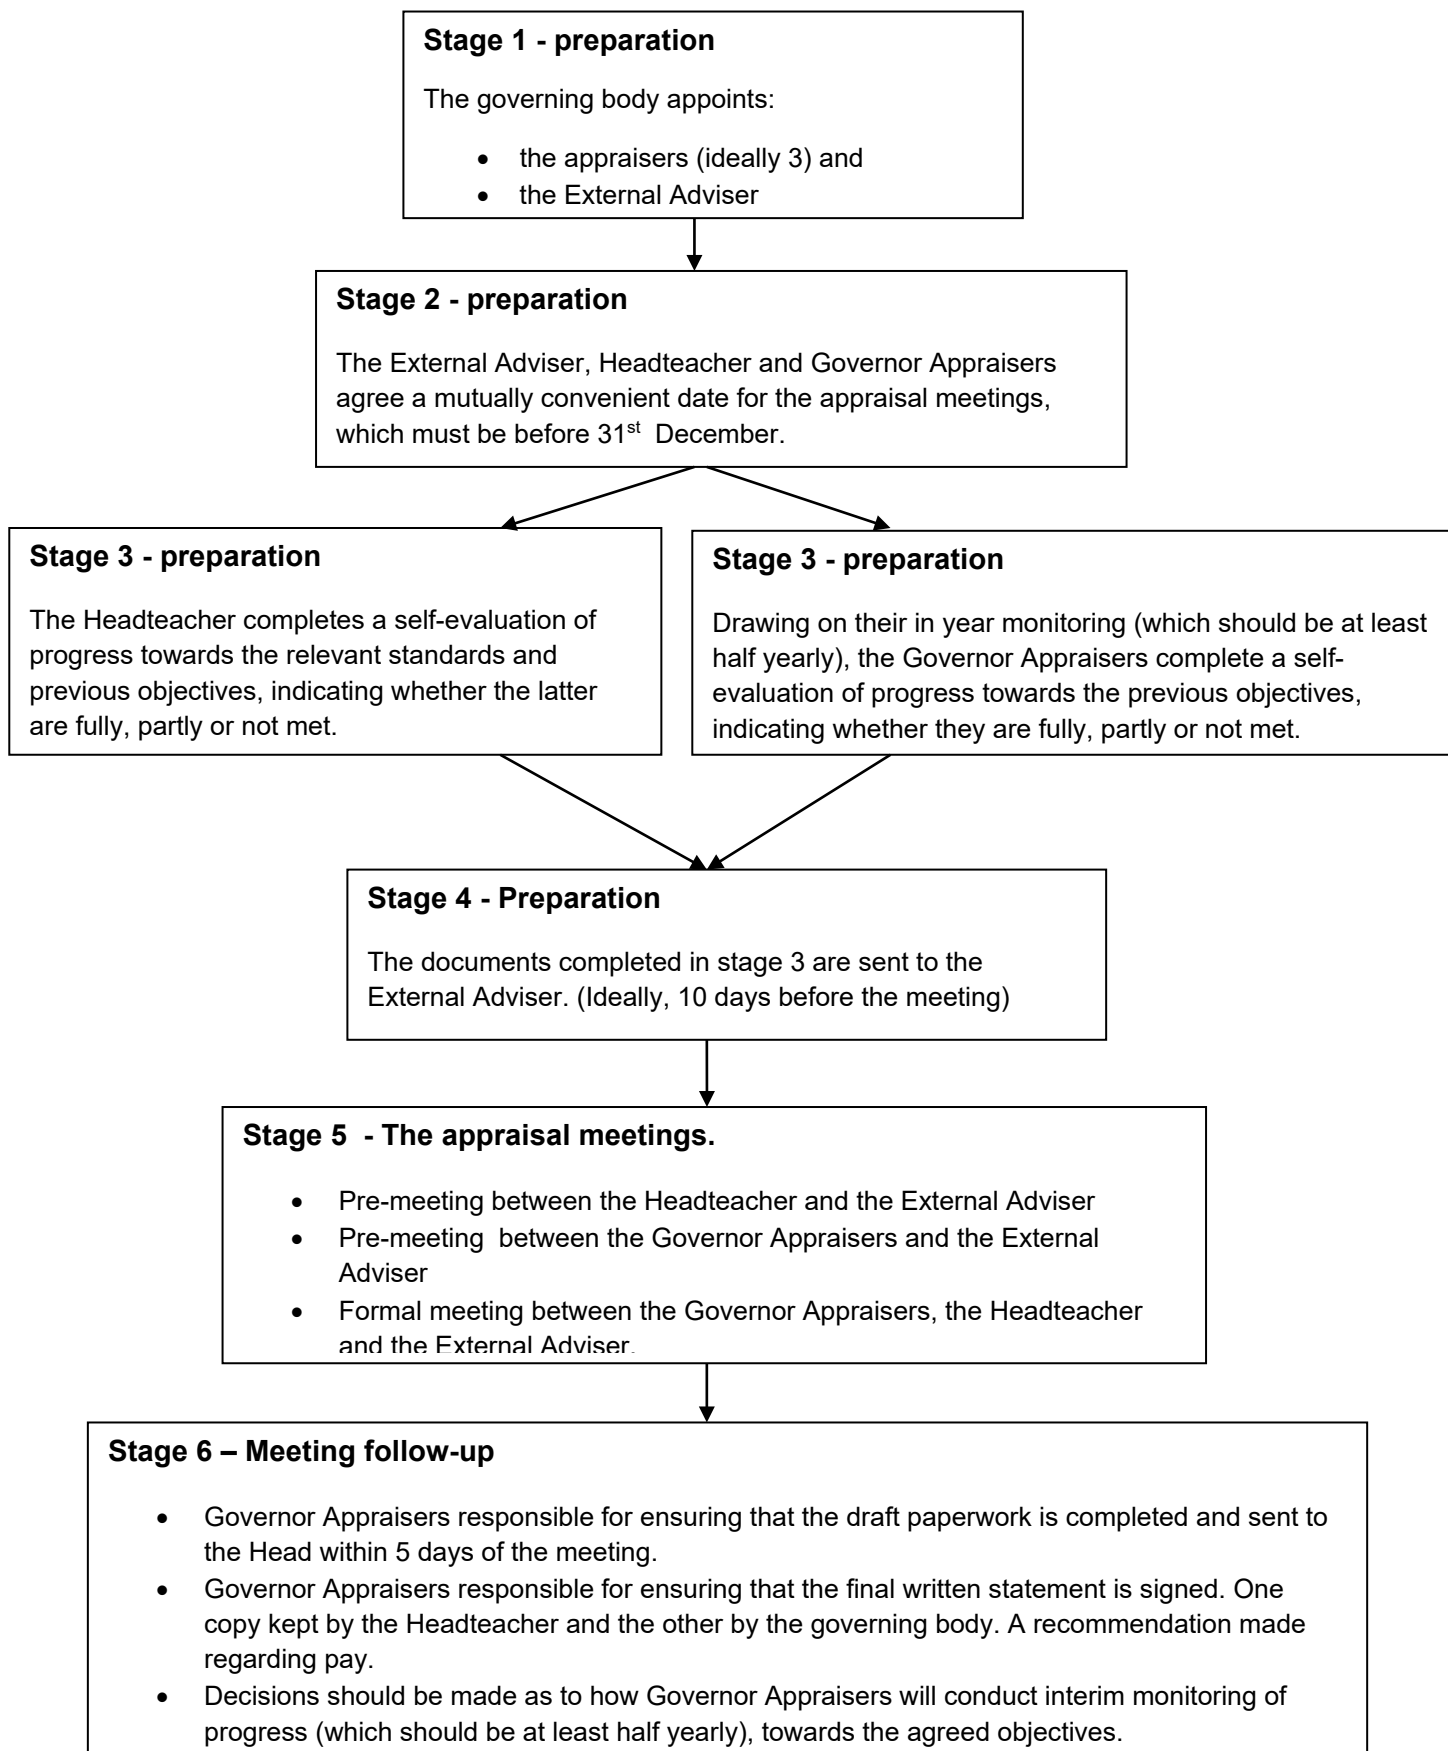 Stage 1 - preparation
The governing body appoints:
• the appraisers (ideally 3) and
• the External Adviser
Stage 2 - preparation
The External Adviser, Headteacher and Governor Appraisers
agree a mutually convenient date for the appraisal meetings,
which must be before 31st December.
Stage 3 - preparation
The Headteacher completes a self-evaluation of
progress towards the relevant standards and
previous objectives, indicating whether the latter
are fully, partly or not met.
Stage 3 - preparation
Drawing on their in year monitoring (which should be at least
half yearly), the Governor Appraisers complete a self-
evaluation of progress towards the previous objectives,
indicating whether they are fully, partly or not met.
Stage 4 - Preparation
The documents completed in stage 3 are sent to the
External Adviser. (Ideally, 10 days before the meeting)
Stage 5 - The appraisal meetings.
• Pre-meeting between the Headteacher and the External Adviser
• Pre-meeting between the Governor Appraisers and the External
Adviser
• Formal meeting between the Governor Appraisers, the Headteacher
and the External Adviser.
Stage 6 – Meeting follow-up
• Governor Appraisers responsible for ensuring that the draft paperwork is completed and sent to
the Head within 5 days of the meeting.
• Governor Appraisers responsible for ensuring that the final written statement is signed. One
copy kept by the Headteacher and the other by the governing body. A recommendation made
regarding pay.
• Decisions should be made as to how Governor Appraisers will conduct interim monitoring of
progress (which should be at least half yearly), towards the agreed objectives.